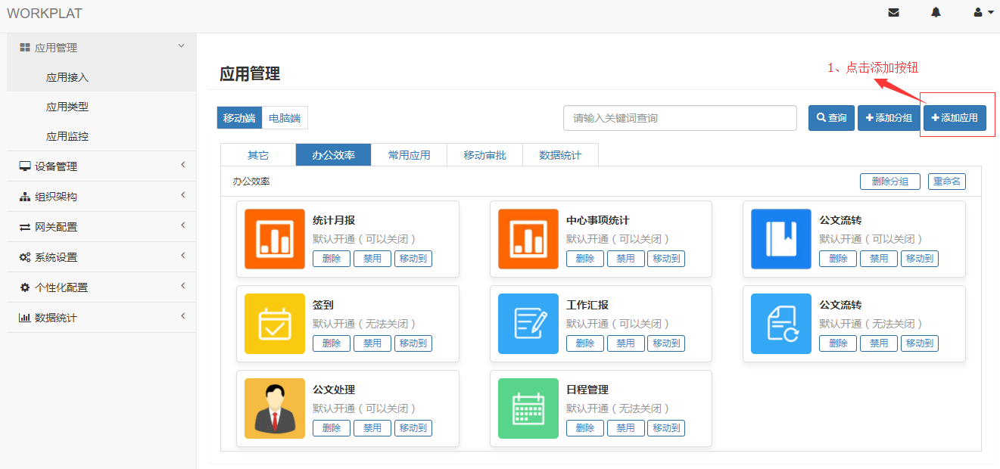 WORKPLAT
应用管理
应用接入
应用类型
应用监控
设备管理
组织架构
网关配置
系统设置
个性化配置
数据统计
应用管理
1、点击添加按钮
移动端 电脑端 请输入关键词查询 查询 添加分组 添加应用
其它 办公效率 常用应用 移动审批 数据统计
办公效率 删除分组 重命名
统计月报
默认开通（可以关闭）
删除 禁用 移动到
中心事项统计
默认开通（可以关闭）
删除 禁用 移动到
公文流转
默认开通（可以关闭）
删除 禁用 移动到
签到
默认开通（无法关闭）
删除 禁用 移动到
工作汇报
默认开通（可以关闭）
删除 禁用 移动到
公文流转
默认开通（无法关闭）
删除 禁用 移动到
公文处理
默认开通（可以关闭）
删除 禁用 移动到
日程管理
默认开通（无法关闭）
删除 禁用 移动到